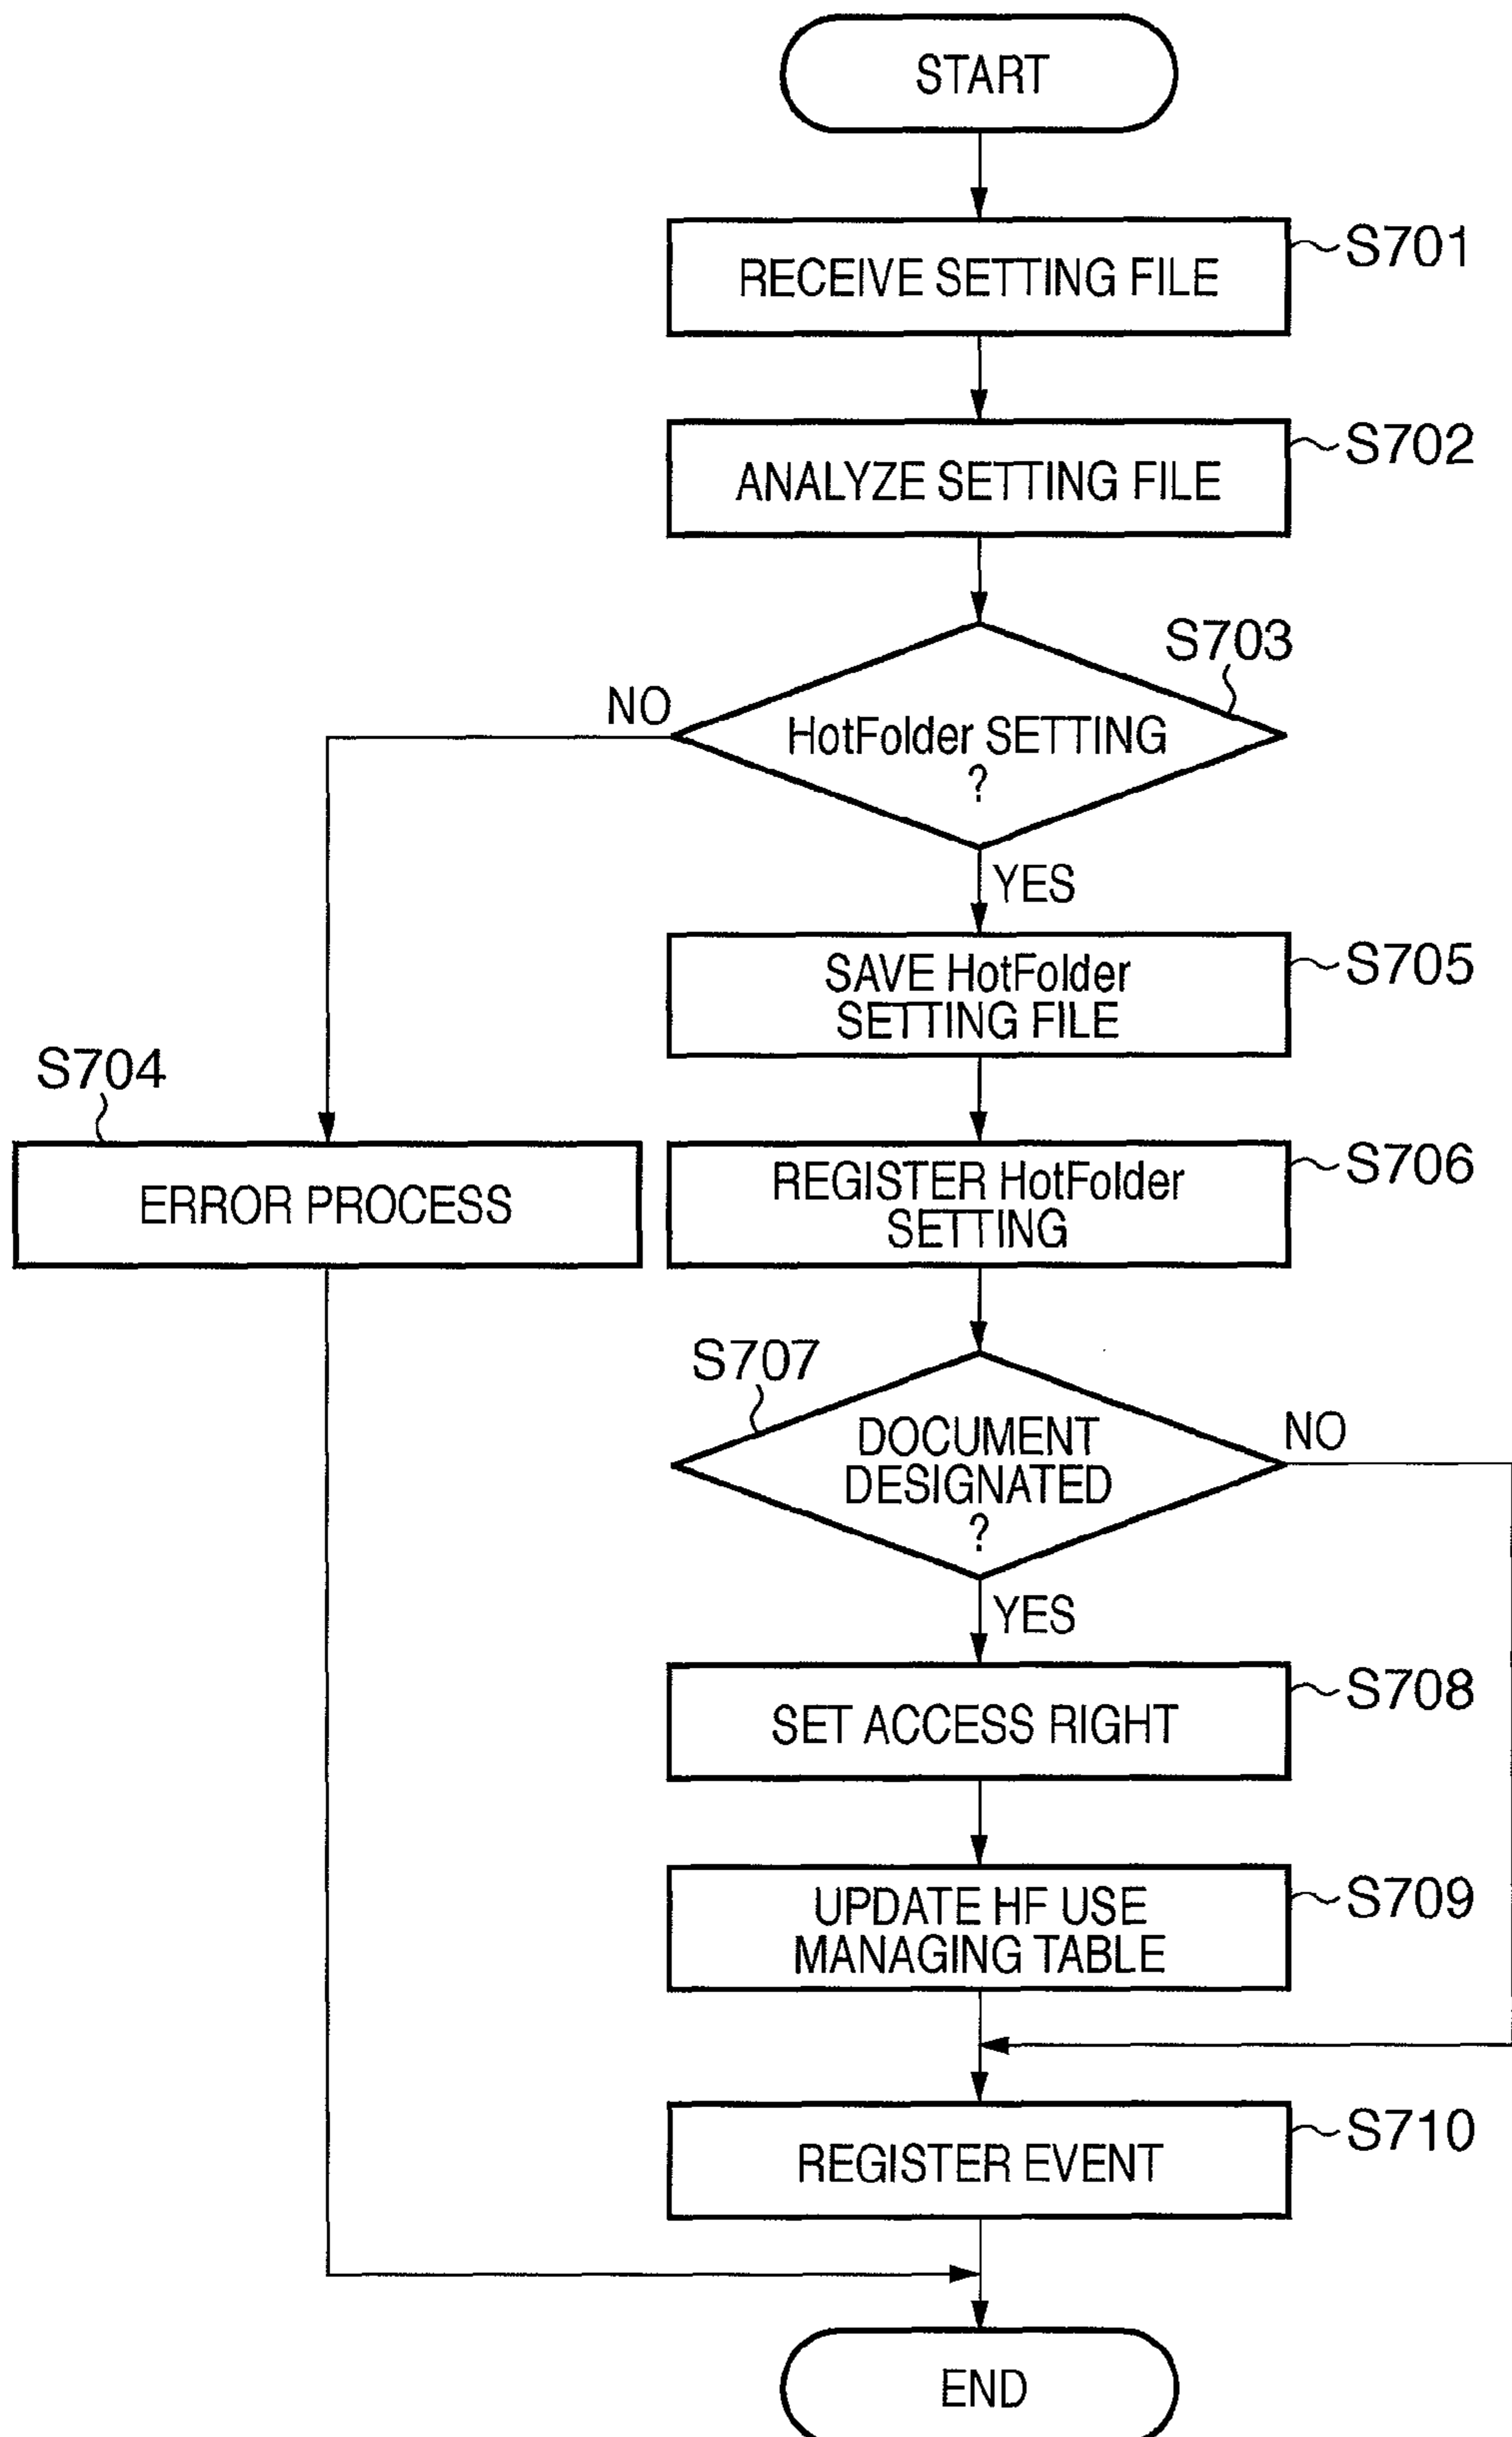 START
RECEIVE SETTING FILE
S701
ANALYZE SETTING FILE
S702
S703
NO
HotFolder SETTING
?
YES
SAVE HotFolder
SETTING FILE
S705
S704
ERROR PROCESS
REGISTER HotFolder
SETTING
S706
S707
DOCUMENT
DESIGNATED
?
NO
YES
SET ACCESS RIGHT
S708
UPDATE HF USE
MANAGING TABLE
S709
REGISTER EVENT
S710
END